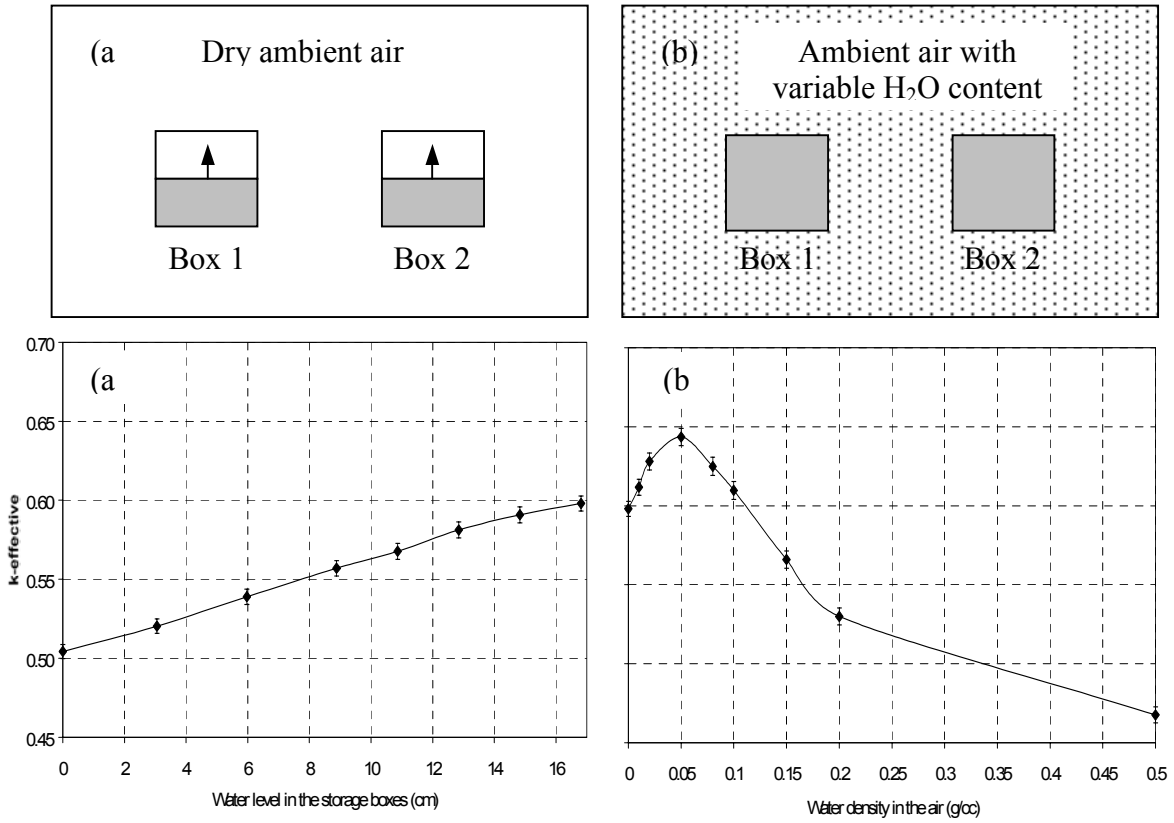 (a
Dry ambient air
Box 1
Box 2
(b)
Ambient air with
variable H₂O content
Box 1
Box 2
(a
k-effective
0.70
0.65
0.60
0.55
0.50
0.45
0 2 4 6 8 10 12 14 16
Water level in the storage boxes (cm)
(b
0 0.05 0.1 0.15 0.2 0.25 0.3 0.35 0.4 0.45 0.5
Water density in the air (g/cc)